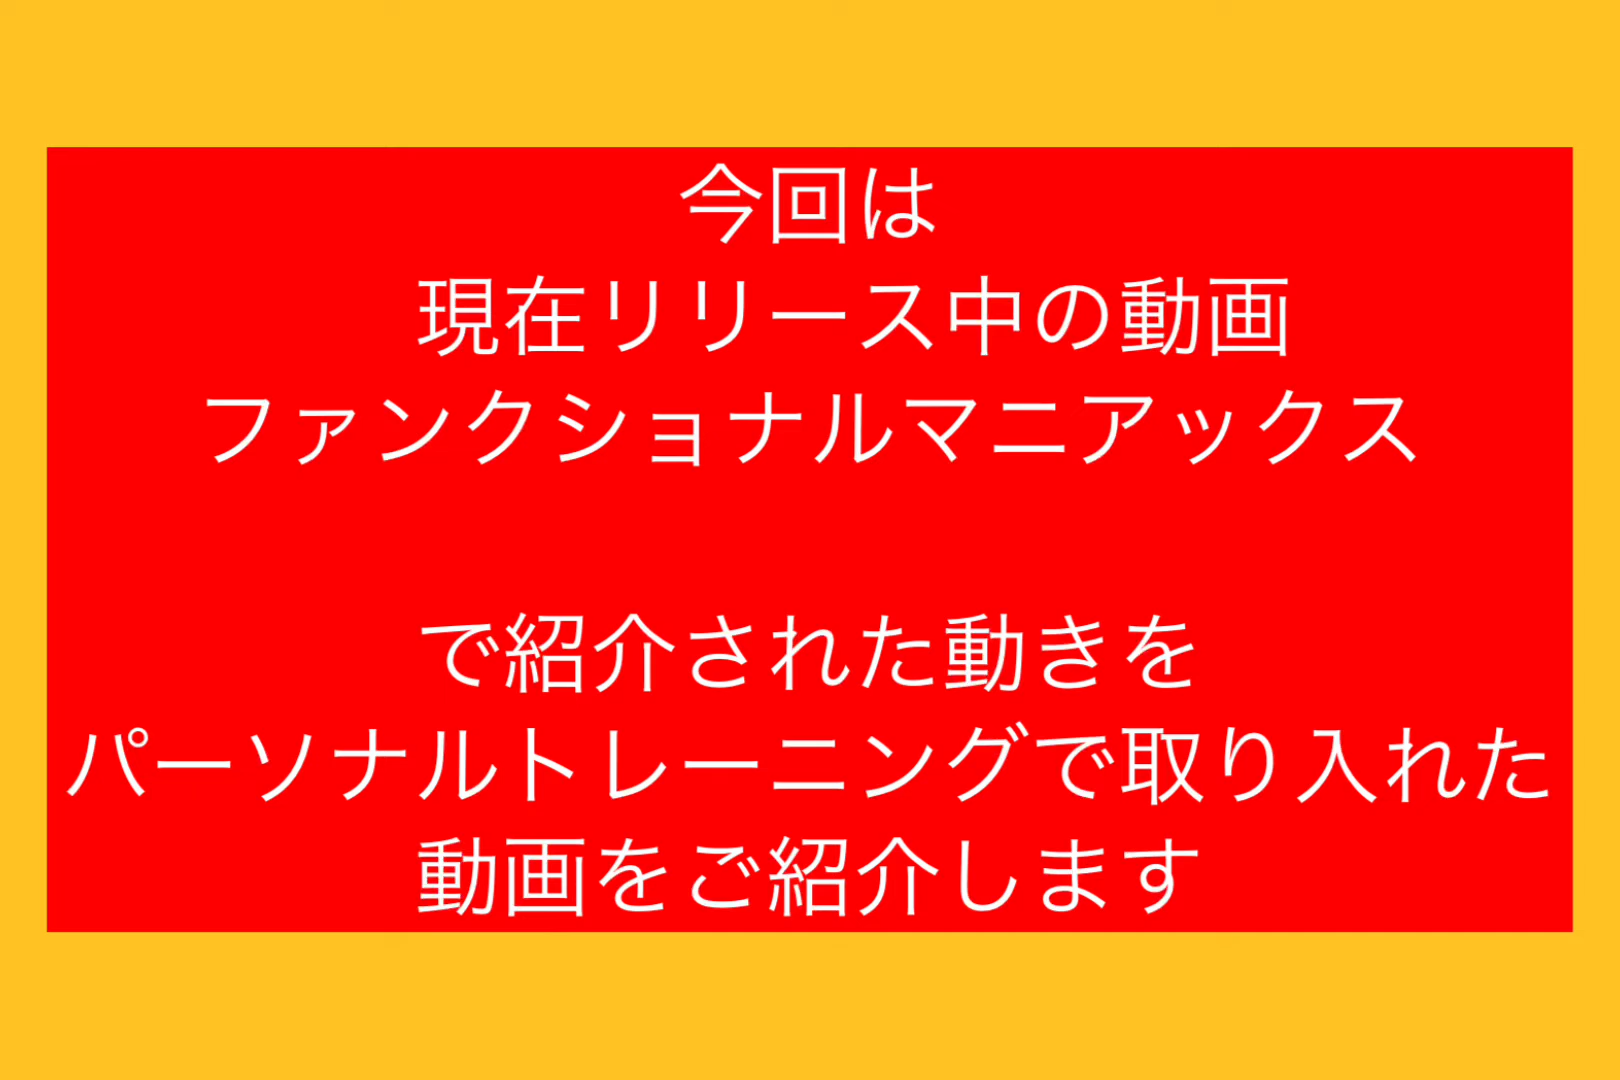 今回は
現在リリース中の動画
ファンクショナルマニアックス
で紹介された動きを
パーソナルトレーニングで取り入れた
動画をご紹介します